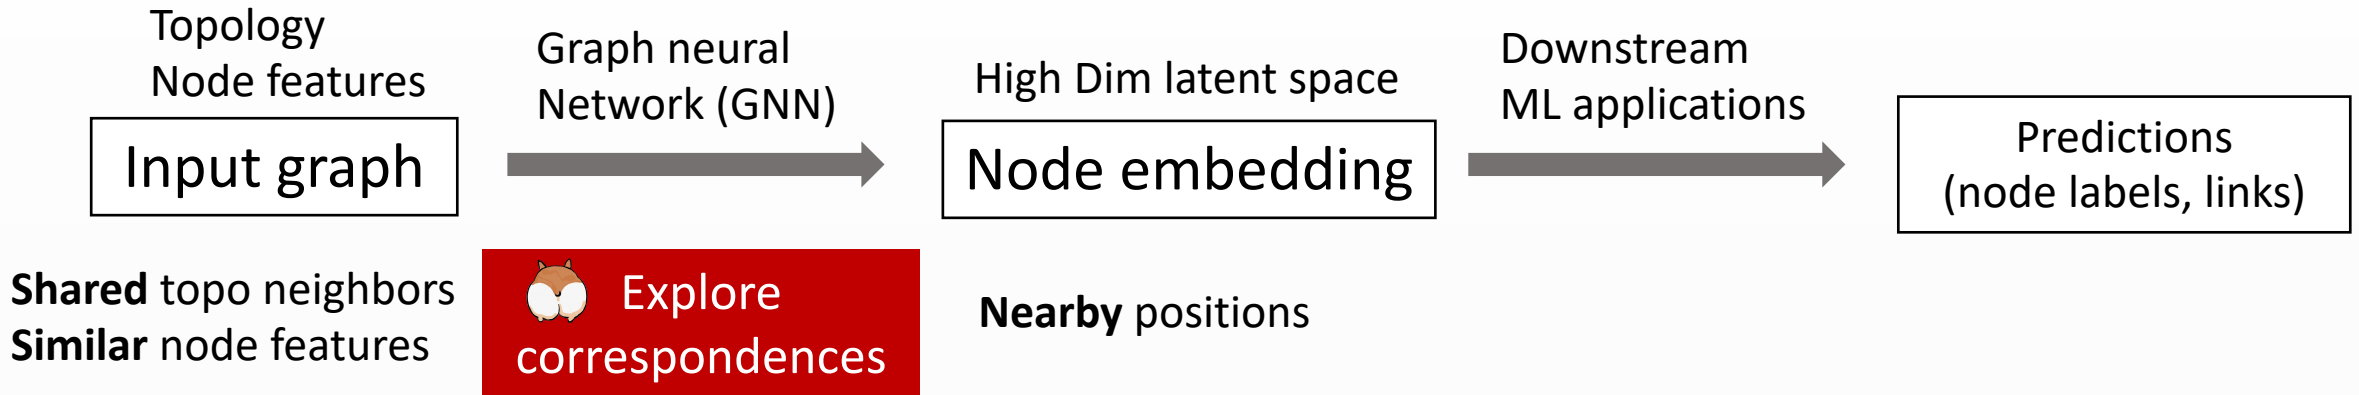 Topology
Node features
Input graph
Graph neural
Network (GNN)
High Dim latent space
Node embedding
Downstream
ML applications
Predictions
(node labels, links)
Shared topo neighbors
Similar node features
Explore
correspondences
Nearby positions